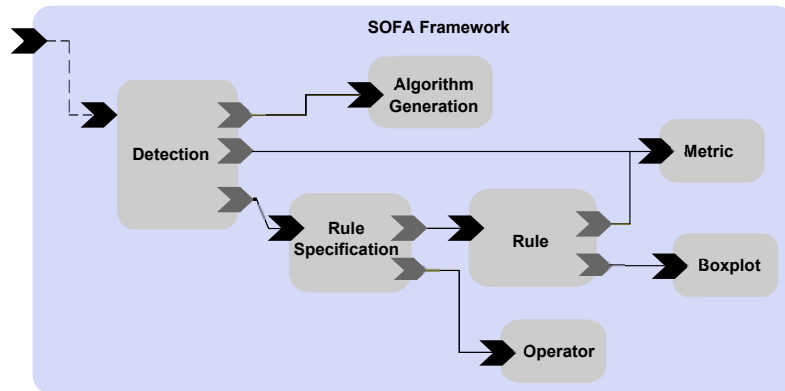 SOFA Framework
Algorithm
Generation
Detection
Metric
Rule
Specification
Rule
Boxplot
Operator